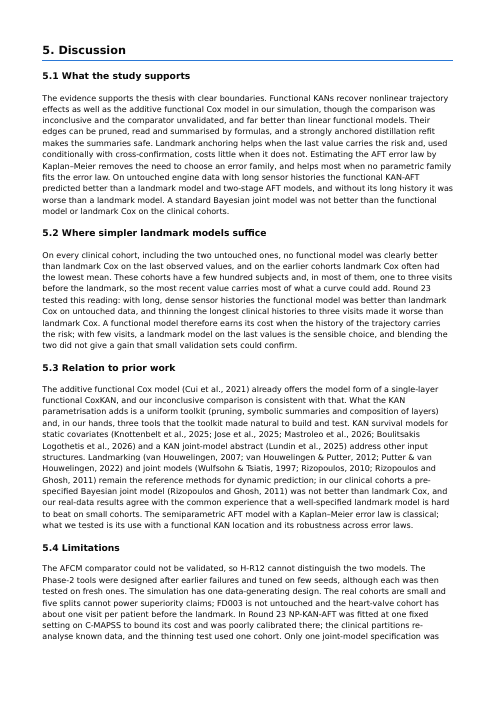 5. Discussion
5.1 What the study supports
The evidence supports the thesis with clear boundaries. Functional KANs recover nonlinear trajectory
effects as well as the additive functional Cox model in our simulation, though the comparison was
inconclusive and the comparator unvalidated, and far better than linear functional models. Their
edges can be pruned, read and summarised by formulas, and a strongly anchored distillation refit
makes the summaries safe. Landmark anchoring helps when the last value carries the risk and, used
conditionally with cross-confirmation, costs little when it does not. Estimating the AFT error law by
Kaplan–Meier removes the need to choose an error family, and helps most when no parametric family
fits the error law. On untouched engine data with long sensor histories the functional KAN-AFT
predicted better than a landmark model and two-stage AFT models, and without its long history it was
worse than a landmark model. A standard Bayesian joint model was not better than the functional
model or landmark Cox on the clinical cohorts.
5.2 Where simpler landmark models suffice
On every clinical cohort, including the two untouched ones, no functional model was clearly better
than landmark Cox on the last observed values, and on the earlier cohorts landmark Cox often had
the lowest mean. These cohorts have a few hundred subjects and, in most of them, one to three visits
before the landmark, so the most recent value carries most of what a curve could add. Round 23
tested this reading: with long, dense sensor histories the functional model was better than landmark
Cox on untouched data, and thinning the longest clinical histories to three visits made it worse than
landmark Cox. A functional model therefore earns its cost when the history of the trajectory carries
the risk; with few visits, a landmark model on the last values is the sensible choice, and blending the
two did not give a gain that small validation sets could confirm.
5.3 Relation to prior work
The additive functional Cox model (Cui et al., 2021) already offers the model form of a single-layer
functional CoxKAN, and our inconclusive comparison is consistent with that. What the KAN
parametrisation adds is a uniform toolkit (pruning, symbolic summaries and composition of layers)
and, in our hands, three tools that the toolkit made natural to build and test. KAN survival models for
static covariates (Knottenbelt et al., 2025; Jose et al., 2025; Mastroleo et al., 2026; Boulitsakis
Logothetis et al., 2026) and a KAN joint-model abstract (Lundin et al., 2025) address other input
structures. Landmarking (van Houwelingen, 2007; van Houwelingen & Putter, 2012; Putter & van
Houwelingen, 2022) and joint models (Wulfsohn & Tsiatis, 1997; Rizopoulos, 2010; Rizopoulos and
Ghosh, 2011) remain the reference methods for dynamic prediction; in our clinical cohorts a pre-
specified Bayesian joint model (Rizopoulos and Ghosh, 2011) was not better than landmark Cox, and
our real-data results agree with the common experience that a well-specified landmark model is hard
to beat on small cohorts. The semiparametric AFT model with a Kaplan–Meier error law is classical;
what we tested is its use with a functional KAN location and its robustness across error laws.
5.4 Limitations
The AFCM comparator could not be validated, so H-R12 cannot distinguish the two models. The
Phase-2 tools were designed after earlier failures and tuned on few seeds, although each was then
tested on fresh ones. The simulation has one data-generating design. The real cohorts are small and
five splits cannot power superiority claims; FD003 is not untouched and the heart-valve cohort has
about one visit per patient before the landmark. In Round 23 NP-KAN-AFT was fitted at one fixed
setting on C-MAPSS to bound its cost and was poorly calibrated there; the clinical partitions re-
analyse known data, and the thinning test used one cohort. Only one joint-model specification was